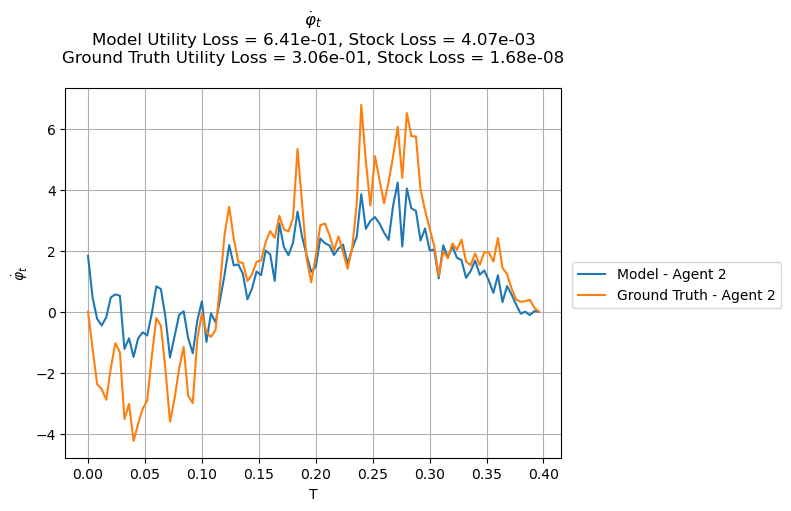 φ̇ₜ
Model Utility Loss = 6.41e-01, Stock Loss = 4.07e-03
Ground Truth Utility Loss = 3.06e-01, Stock Loss = 1.68e-08
φ̇ₜ
6
4
2
0
−2
−4
0.00 0.05 0.10 0.15 0.20 0.25 0.30 0.35 0.40
T
Model - Agent 2
Ground Truth - Agent 2